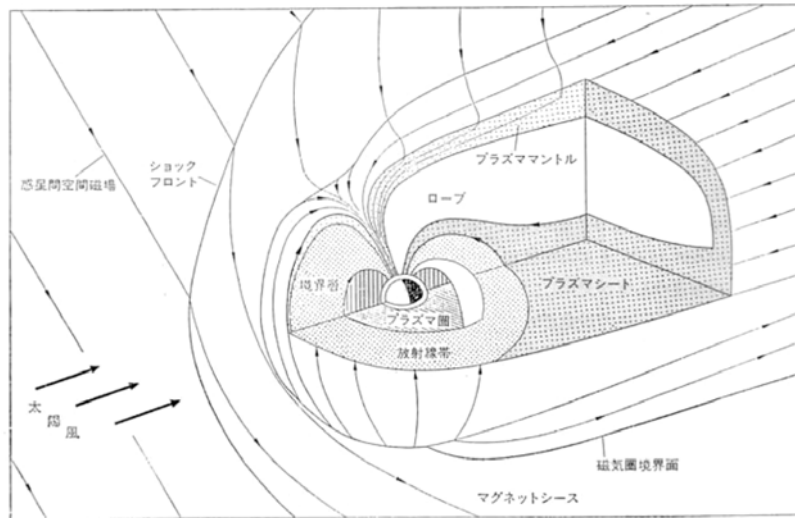 ショック
フロント
惑星間空間磁場
プラズママントル
ローブ
境界層
プラズマシート
プラズマ圏
放射線帯
太
陽
風
磁気圏境界面
マグネットシース